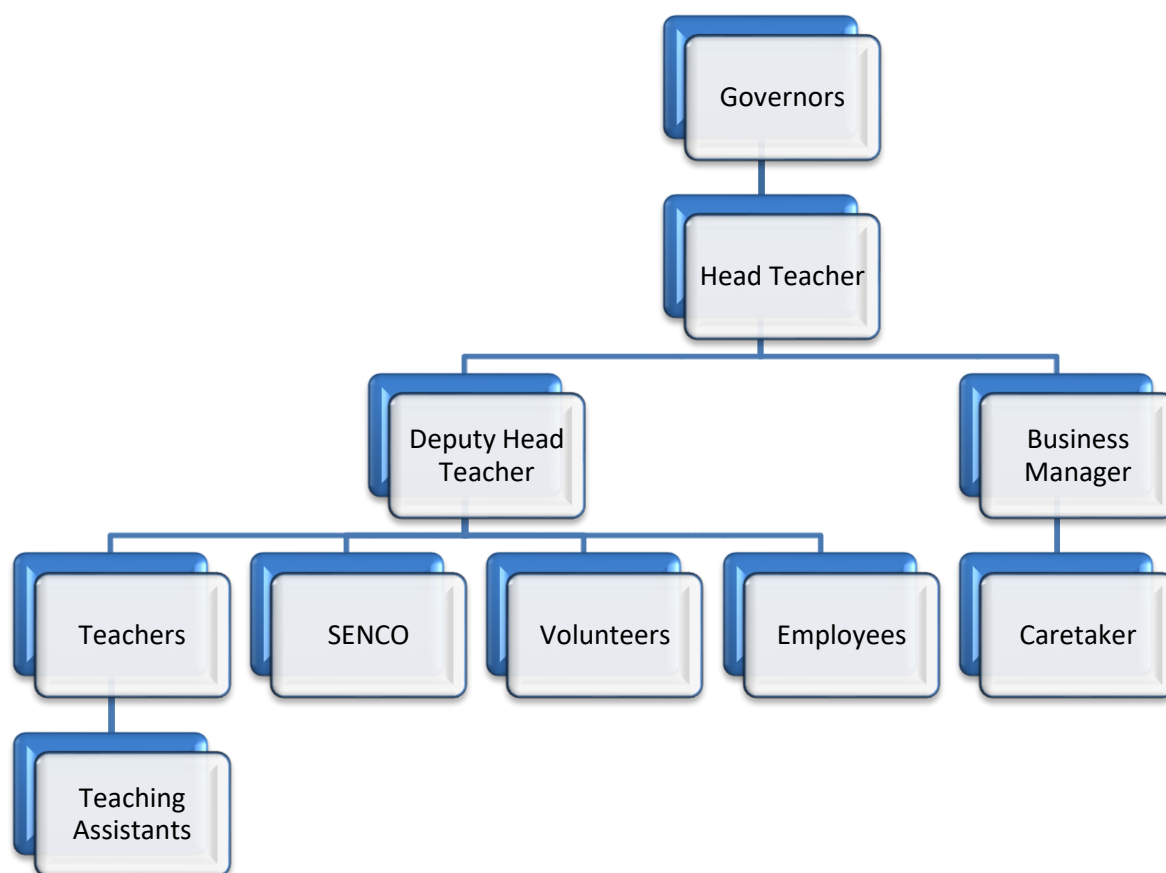 Governors
Head Teacher
Deputy Head
Teacher
Business
Manager
Teachers
SENCO
Volunteers
Employees
Caretaker
Teaching
Assistants